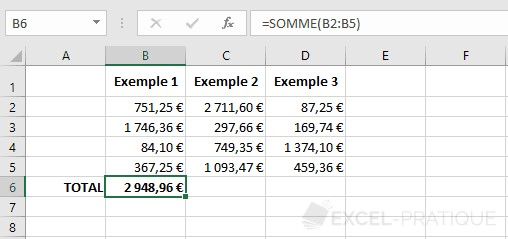 B6 =SOMME(B2:B5)
A B C D E F
1 Exemple 1 Exemple 2 Exemple 3
2 751,25 € 2 711,60 € 87,25 €
3 1 746,36 € 297,66 € 169,74 €
4 84,10 € 749,35 € 1 374,10 €
5 367,25 € 1 093,47 € 459,36 €
6 TOTAL 2 948,96 €
7
8
EXCEL-PRATIQUE